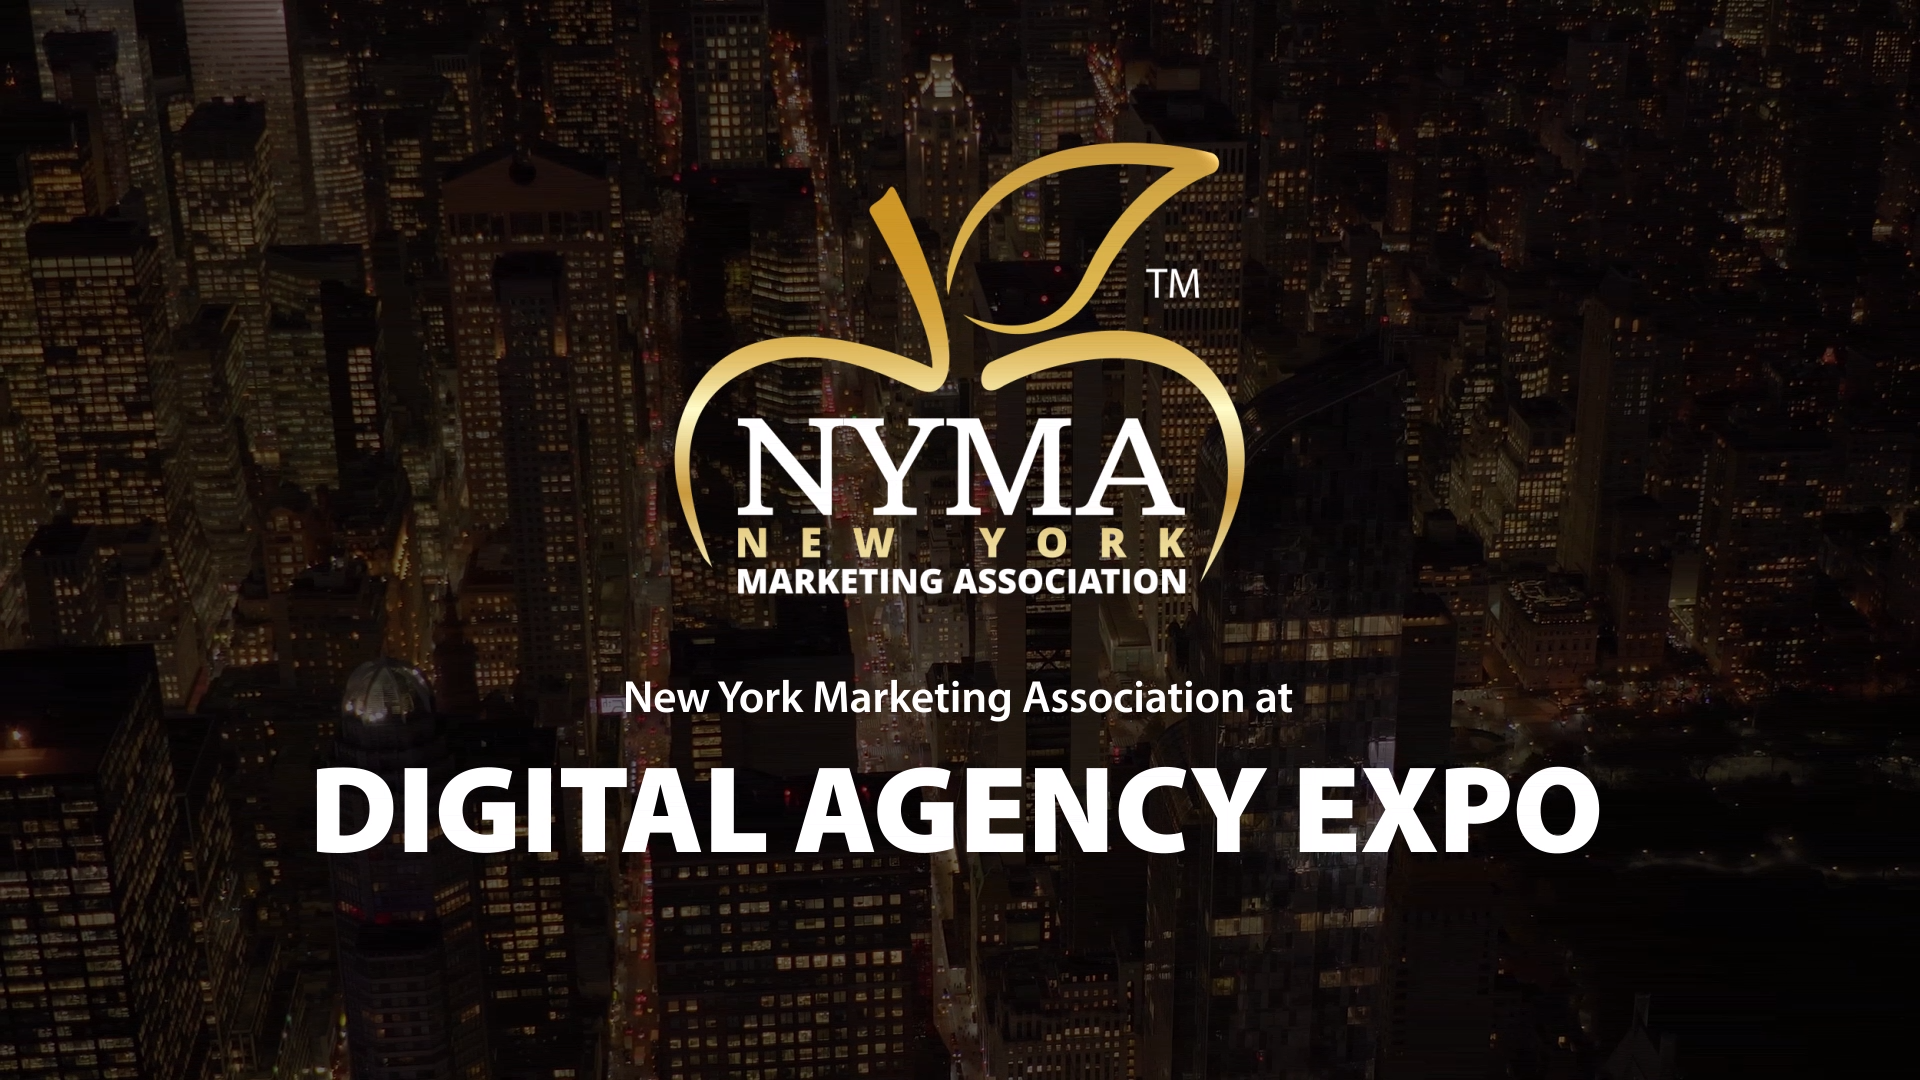 TM
NYMA
NEW YORK
MARKETING ASSOCIATION
New York Marketing Association at
DIGITAL AGENCY EXPO